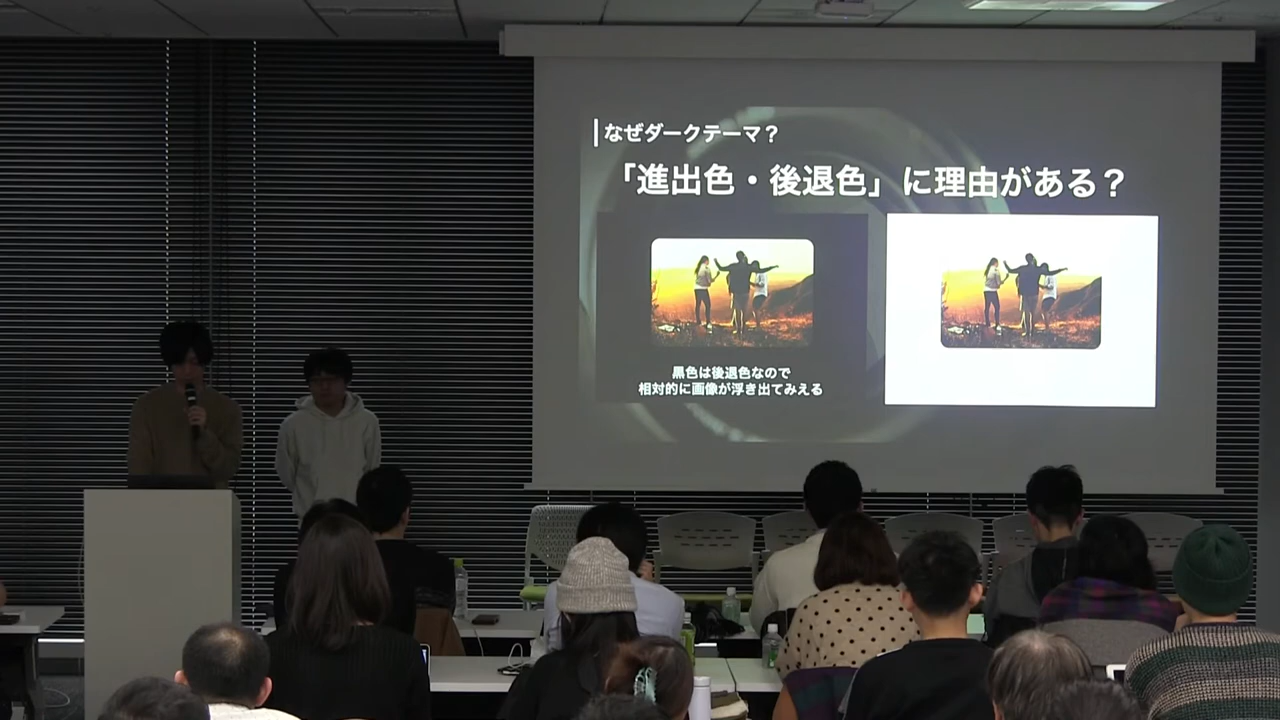 なぜダークテーマ？
「進出色・後退色」に理由がある？
黒色は後退色なので
相対的に画像が浮き出てみえる